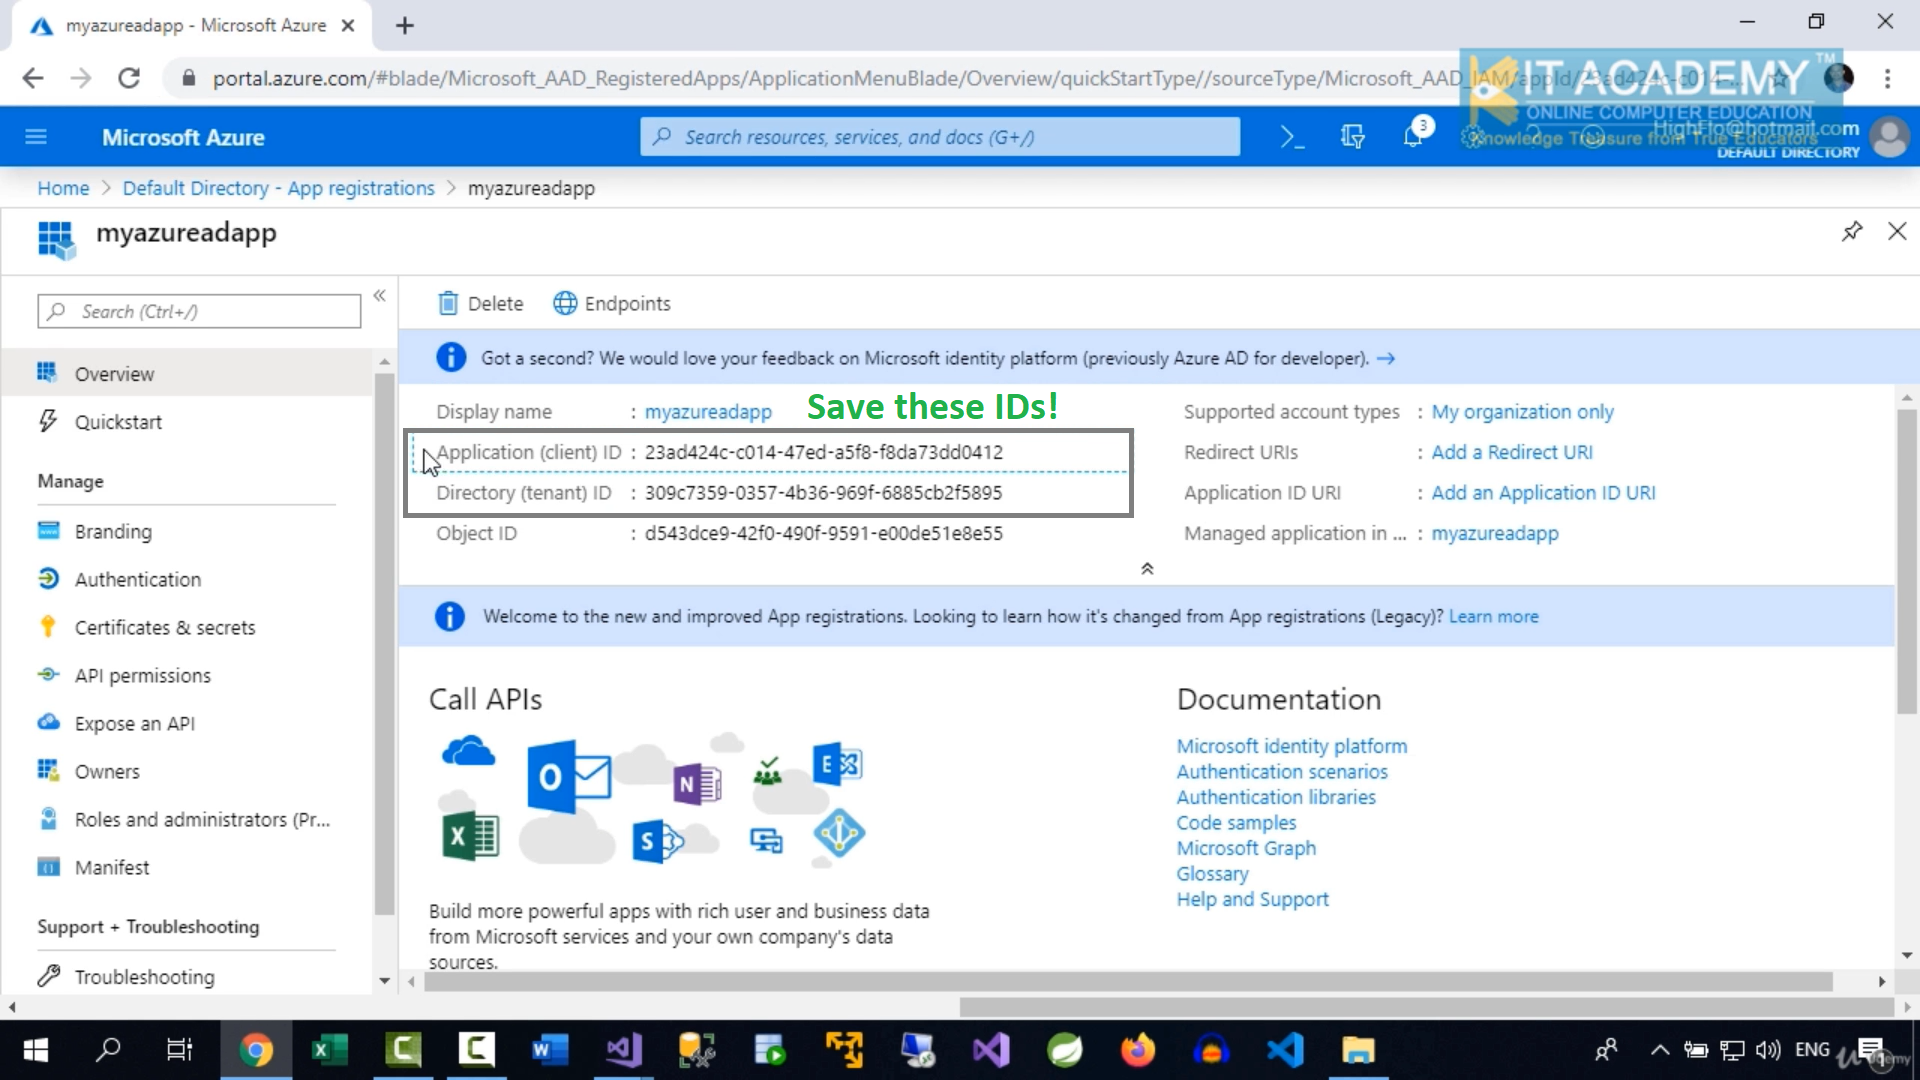 myazureadapp - Microsoft Azure
portal.azure.com/#blade/Microsoft_AAD_RegisteredApps/ApplicationMenuBlade/Overview/quickStartType//sourceType/Microsoft_AAD_IAM/appId/23ad424c-c014-...
IT ACADEMY™
ONLINE COMPUTER EDUCATION
Knowledge Treasure from True Educators
Microsoft Azure
Search resources, services, and docs (G+/)
3
HighFlo@hotmail.com
DEFAULT DIRECTORY
Home > Default Directory - App registrations > myazureadapp
myazureadapp
Search (Ctrl+/)
Overview
Quickstart
Manage
Branding
Authentication
Certificates & secrets
API permissions
Expose an API
Owners
Roles and administrators (Pr...
Manifest
Support + Troubleshooting
Troubleshooting
Delete
Endpoints
Got a second? We would love your feedback on Microsoft identity platform (previously Azure AD for developer). →
Save these IDs!
Display name : myazureadapp
Application (client) ID : 23ad424c-c014-47ed-a5f8-f8da73dd0412
Directory (tenant) ID : 309c7359-0357-4b36-969f-6885cb2f5895
Object ID : d543dce9-42f0-490f-9591-e00de51e8e55
Supported account types : My organization only
Redirect URIs : Add a Redirect URI
Application ID URI : Add an Application ID URI
Managed application in ... : myazureadapp
Welcome to the new and improved App registrations. Looking to learn how it's changed from App registrations (Legacy)? Learn more
Call APIs
Build more powerful apps with rich user and business data
from Microsoft services and your own company's data
sources.
Documentation
Microsoft identity platform
Authentication scenarios
Authentication libraries
Code samples
Microsoft Graph
Glossary
Help and Support
ENG
udemy